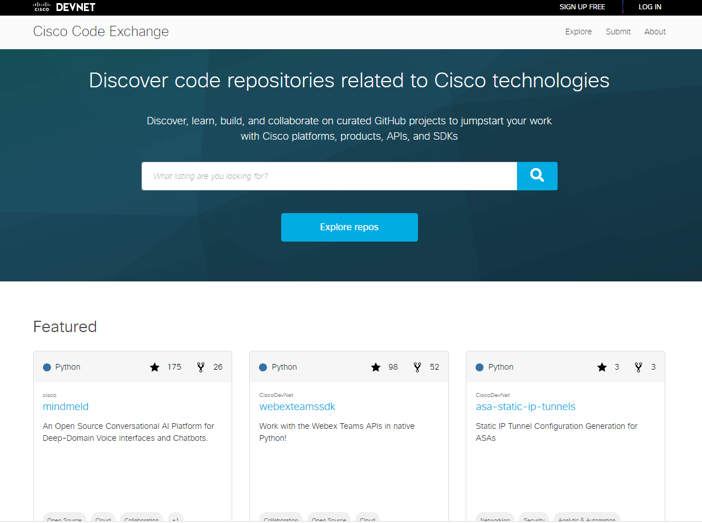 cisco DEVNET SIGN UP FREE LOG IN
Cisco Code Exchange Explore Submit About
Discover code repositories related to Cisco technologies
Discover, learn, build, and collaborate on curated GitHub projects to jumpstart your work
with Cisco platforms, products, APIs, and SDKs
What listing are you looking for?
Explore repos
Featured
Python 175 26
cisco
mindmeld
An Open Source Conversational AI Platform for
Deep-Domain Voice Interfaces and Chatbots.
Open Source Cloud Collaboration +1
Python 98 52
CiscoDevNet
webexteamssdk
Work with the Webex Teams APIs in native
Python!
Collaboration Open Source Cloud
Python 3 3
CiscoDevNet
asa-static-ip-tunnels
Static IP Tunnel Configuration Generation for
ASAs
Networking Security Analytic & Automation